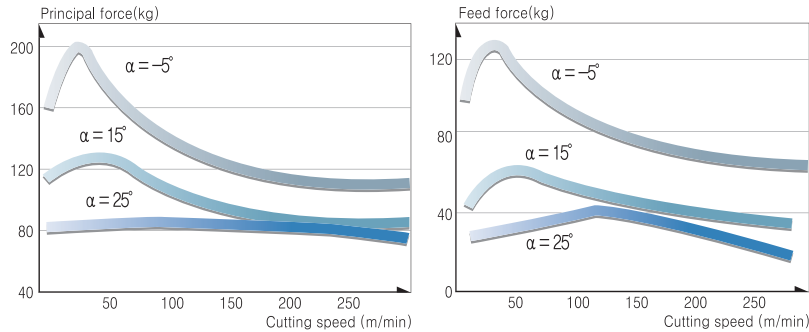 Principal force(kg)
200
160
120
80
40
α = −5°
α = 15°
α = 25°
50 100 150 200 250
Cutting speed (m/min)
Feed force(kg)
120
80
40
0
α = −5°
α = 15°
α = 25°
50 100 150 200 250
Cutting speed (m/min)